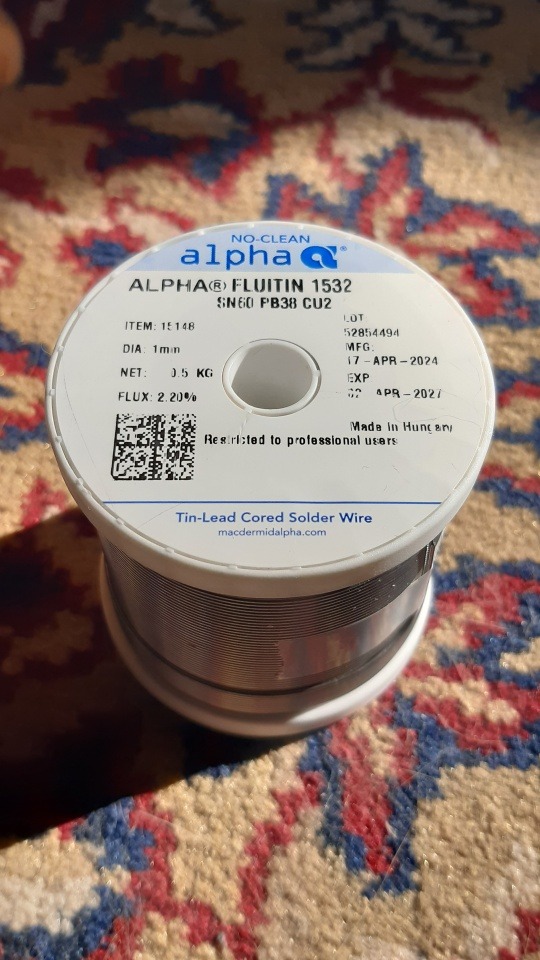 NO-CLEAN
alpha a®
ALPHA® FLUITIN 1532
SN60 PB38 CU2
ITEM: 15148
DIA: 1mm
NET: 0.5 KG
FLUX: 2.20%
LOT
52854494
MFG:
17-APR-2024
EXP
APR-2027
Made in Hungary
Restricted to professional users
Tin-Lead Cored Solder Wire
macdermidalpha.com